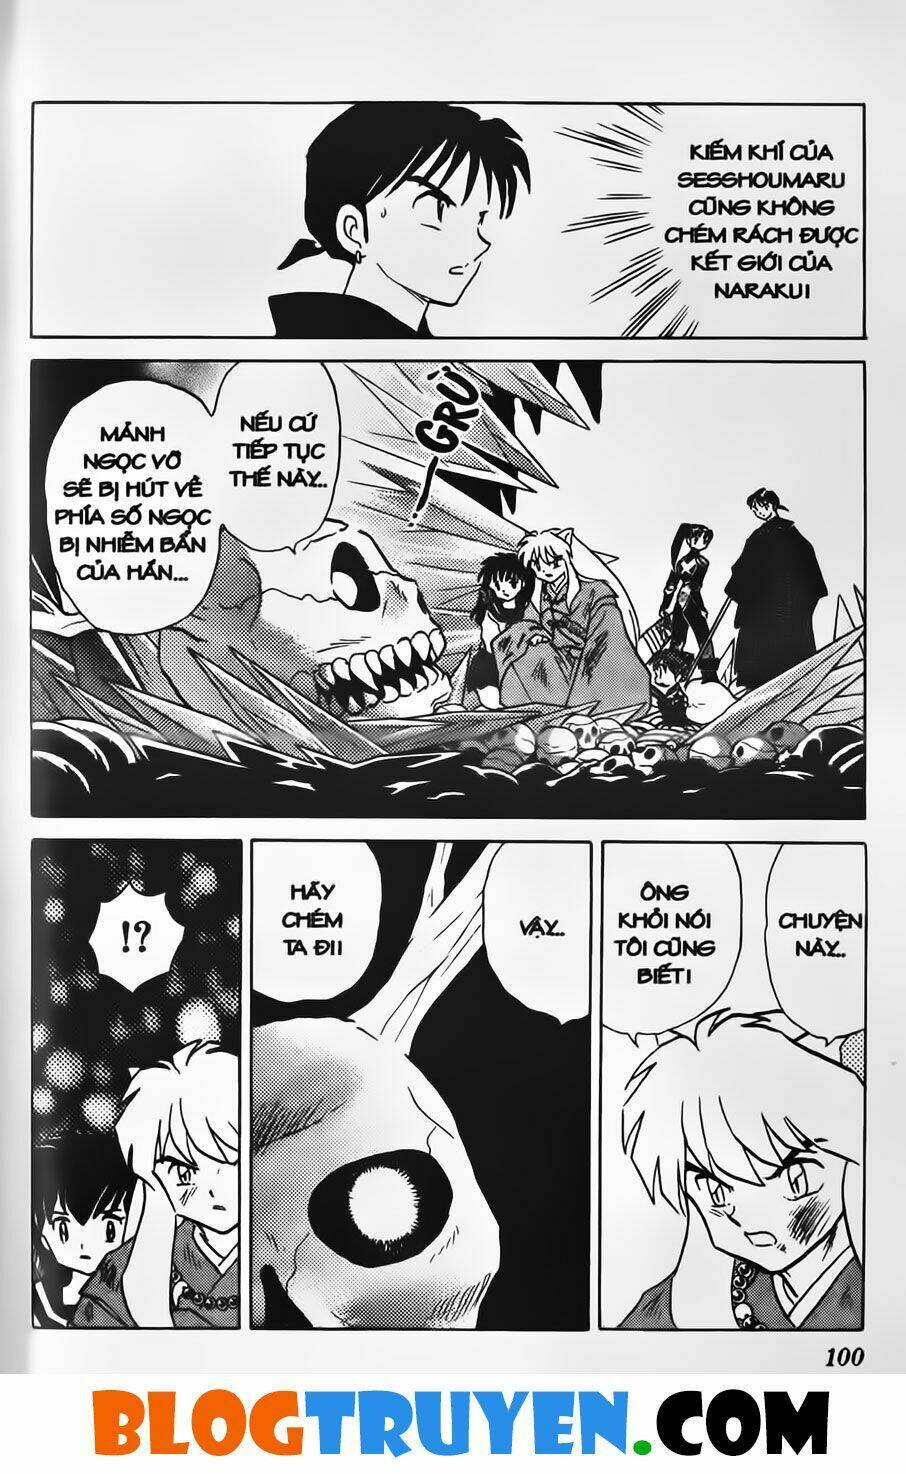 KIẾM KHÍ CỦA
SESSHOUMARU
CŨNG KHÔNG
CHÉM RÁCH ĐƯỢC
KẾT GIỚI CỦA
NARAKU!
GRỪ
NẾU CỨ
TIẾP TỤC
THẾ NÀY..
MẢNH
NGỌC VỠ
SẼ BỊ HÚT VỀ
PHÍA SỐ NGỌC
BỊ NHIỄM BẨN
CỦA HẮN...
CHUYỆN
NÀY..
ÔNG
KHỎI NÓI
TÔI CŨNG
BIẾT!
VẬY..
HÃY
CHÉM
TA ĐI!
!?
100
BLOGTRUYEN.COM